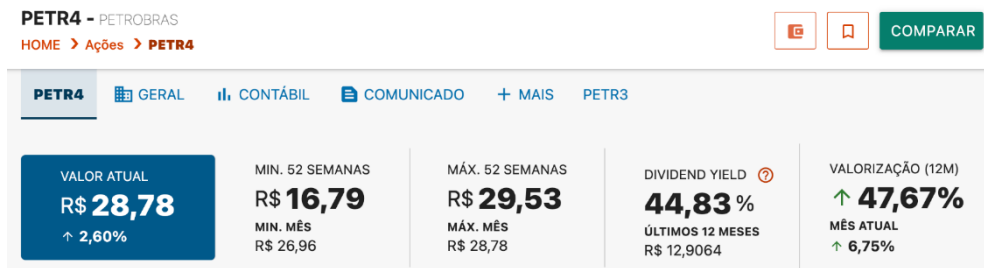 PETR4 - PETROBRAS
HOME > Ações > PETR4
COMPARAR
PETR4 GERAL CONTÁBIL COMUNICADO + MAIS PETR3
VALOR ATUAL
R$ 28,78
↑ 2,60%
MIN. 52 SEMANAS
R$ 16,79
MIN. MÊS
R$ 26,96
MÁX. 52 SEMANAS
R$ 29,53
MÁX. MÊS
R$ 28,78
DIVIDEND YIELD ?
44,83 %
ÚLTIMOS 12 MESES
R$ 12,9064
VALORIZAÇÃO (12M)
↑ 47,67%
MÊS ATUAL
↑ 6,75%